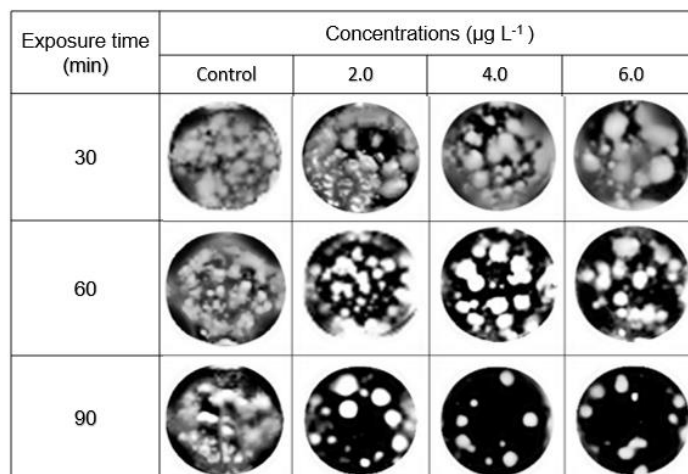 Exposure time
(min)
Concentrations (µg L⁻¹ )
Control 2.0 4.0 6.0
30
60
90